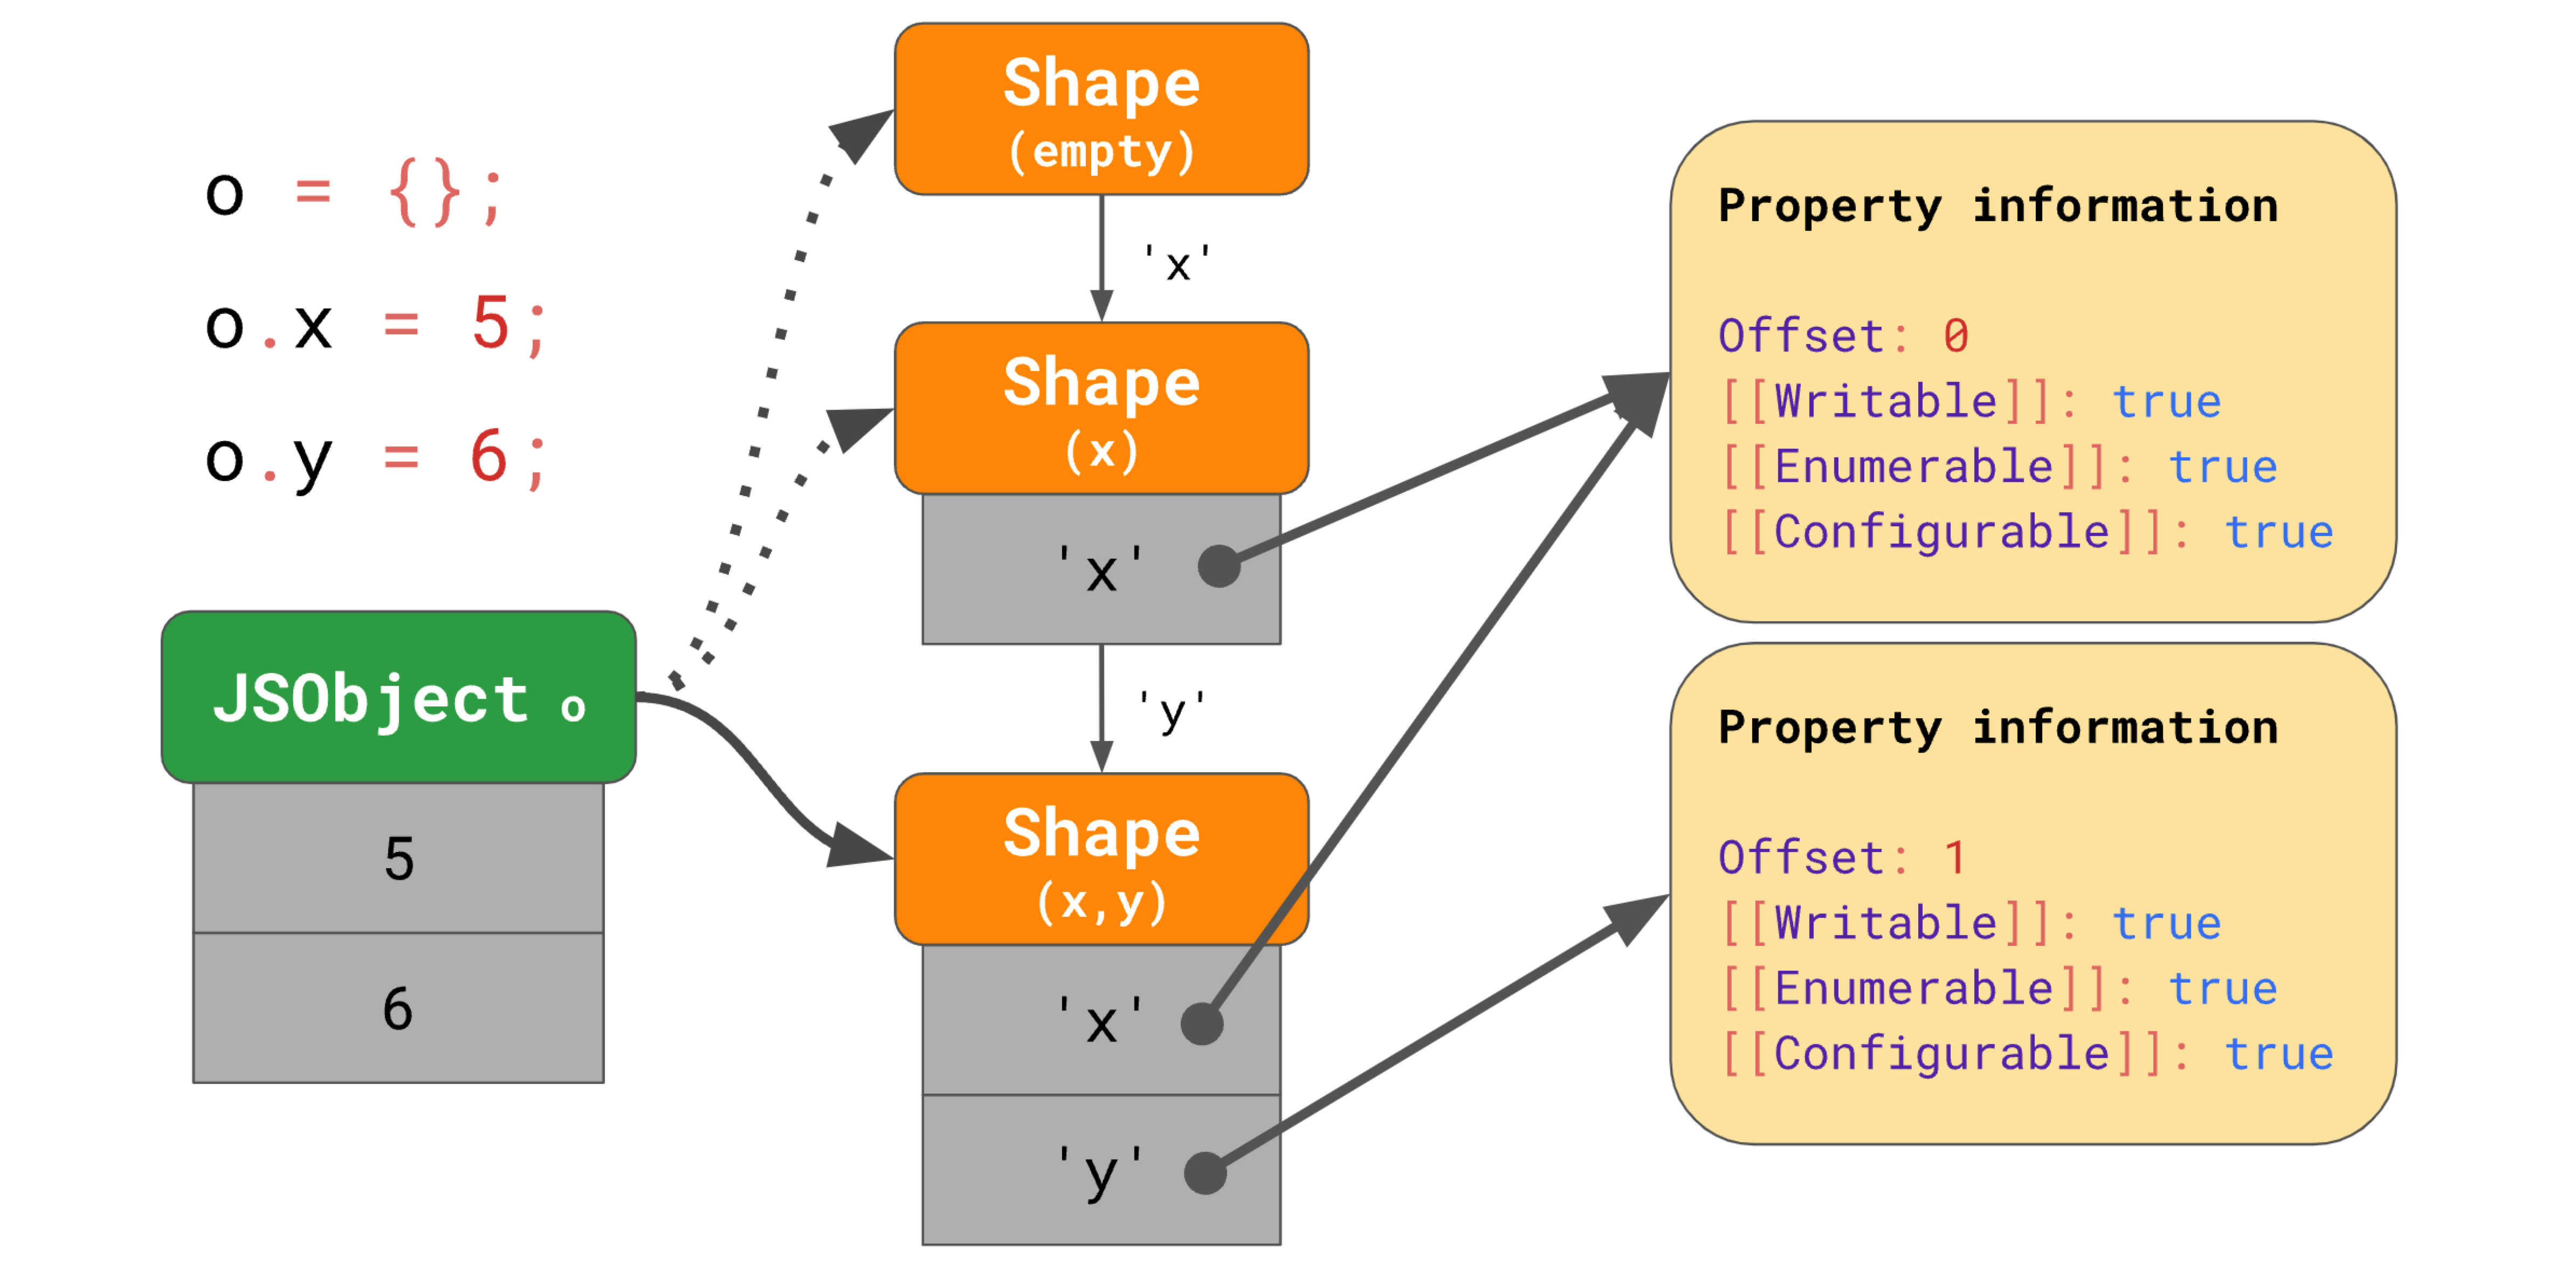 o = {};
o.x = 5;
o.y = 6;
JSObject o
5
6
Shape
(empty)
'x'
Shape
(x)
'x'
'y'
Shape
(x,y)
'x'
'y'
Property information
Offset: 0
[[Writable]]: true
[[Enumerable]]: true
[[Configurable]]: true
Property information
Offset: 1
[[Writable]]: true
[[Enumerable]]: true
[[Configurable]]: true